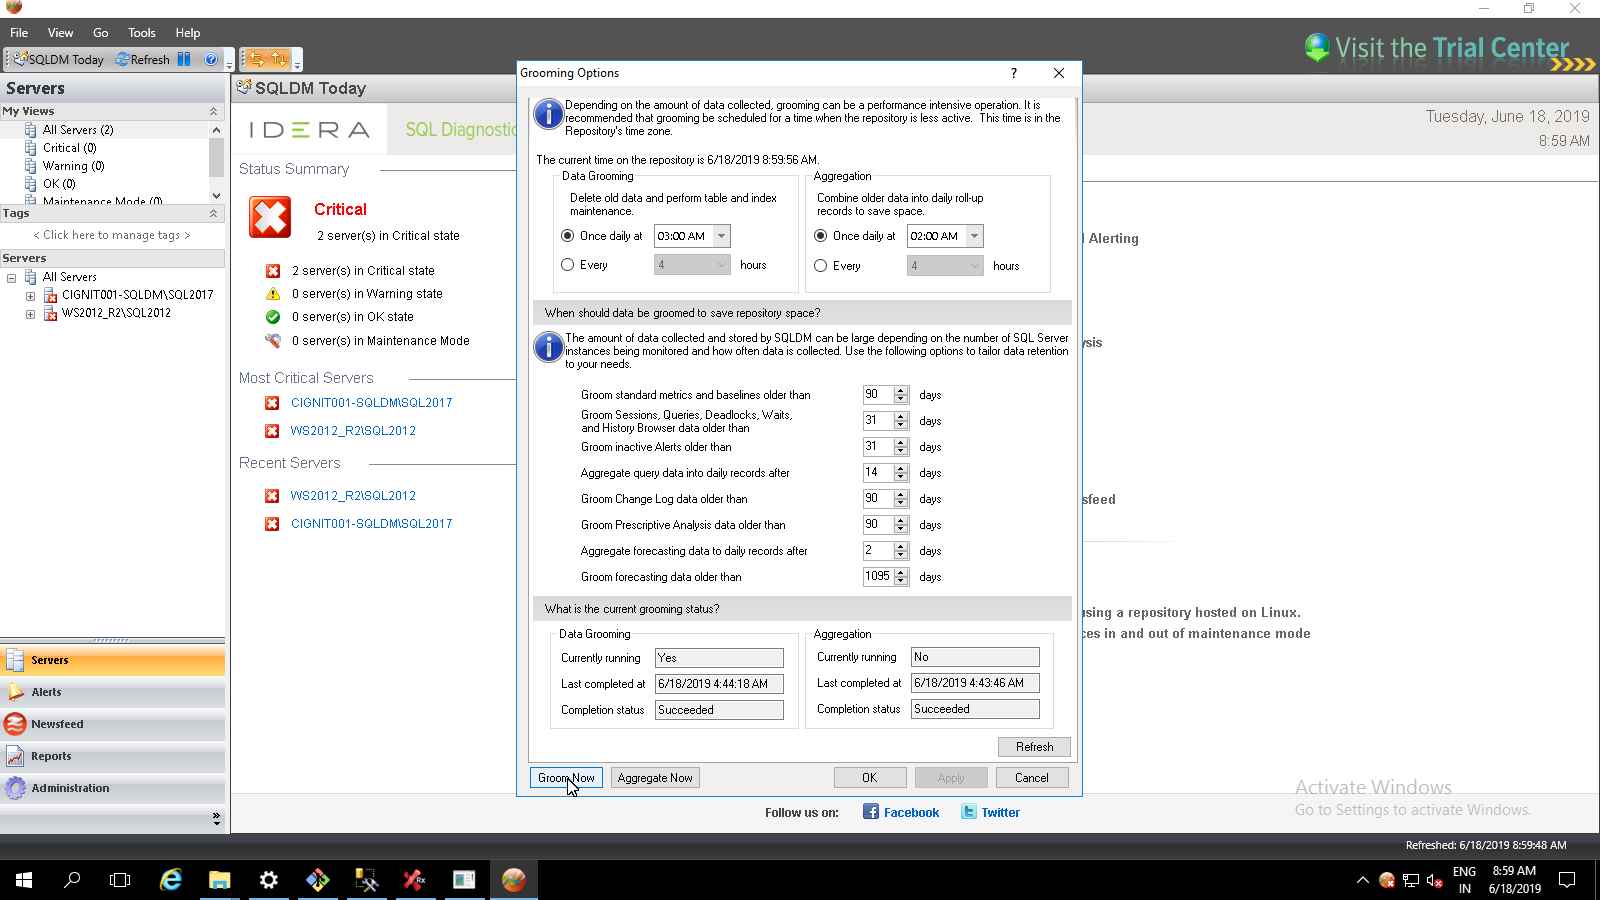 File View Go Tools Help
SQLDM Today Refresh
Visit the Trial Center
Servers
My Views
All Servers (2)
Critical (0)
Warning (0)
OK (0)
Maintenance Mode (0)
Tags
< Click here to manage tags >
Servers
All Servers
CIGNIT001-SQLDM\SQL2017
WS2012_R2\SQL2012
Servers
Alerts
Newsfeed
Reports
Administration
SQLDM Today
IDERA SQL Diagnostic
Tuesday, June 18, 2019
8:59 AM
Status Summary
Critical
2 server(s) in Critical state
2 server(s) in Critical state
0 server(s) in Warning state
0 server(s) in OK state
0 server(s) in Maintenance Mode
Most Critical Servers
CIGNIT001-SQLDM\SQL2017
WS2012_R2\SQL2012
Recent Servers
WS2012_R2\SQL2012
CIGNIT001-SQLDM\SQL2017
Grooming Options ?
Depending on the amount of data collected, grooming can be a performance intensive operation. It is
recommended that grooming be scheduled for a time when the repository is less active. This time is in the
Repository's time zone.
The current time on the repository is 6/18/2019 8:59:56 AM.
Data Grooming
Delete old data and perform table and index
maintenance.
Once daily at 03:00 AM
Every 4 hours
Aggregation
Combine older data into daily roll-up
records to save space.
Once daily at 02:00 AM
Every 4 hours
When should data be groomed to save repository space?
The amount of data collected and stored by SQLDM can be large depending on the number of SQL Server
instances being monitored and how often data is collected. Use the following options to tailor data retention
to your needs.
Groom standard metrics and baselines older than 90 days
Groom Sessions, Queries, Deadlocks, Waits,
and History Browser data older than 31 days
Groom inactive Alerts older than 31 days
Aggregate query data into daily records after 14 days
Groom Change Log data older than 90 days
Groom Prescriptive Analysis data older than 90 days
Aggregate forecasting data to daily records after 2 days
Groom forecasting data older than 1095 days
What is the current grooming status?
Data Grooming
Currently running Yes
Last completed at 6/18/2019 4:44:18 AM
Completion status Succeeded
Aggregation
Currently running No
Last completed at 6/18/2019 4:43:46 AM
Completion status Succeeded
Refresh
Groom Now Aggregate Now OK Apply Cancel
Alerting
ysis
sfeed
using a repository hosted on Linux.
ces in and out of maintenance mode
Follow us on: Facebook Twitter
Activate Windows
Go to Settings to activate Windows.
Refreshed: 6/18/2019 8:59:48 AM
ENG
IN
8:59 AM
6/18/2019